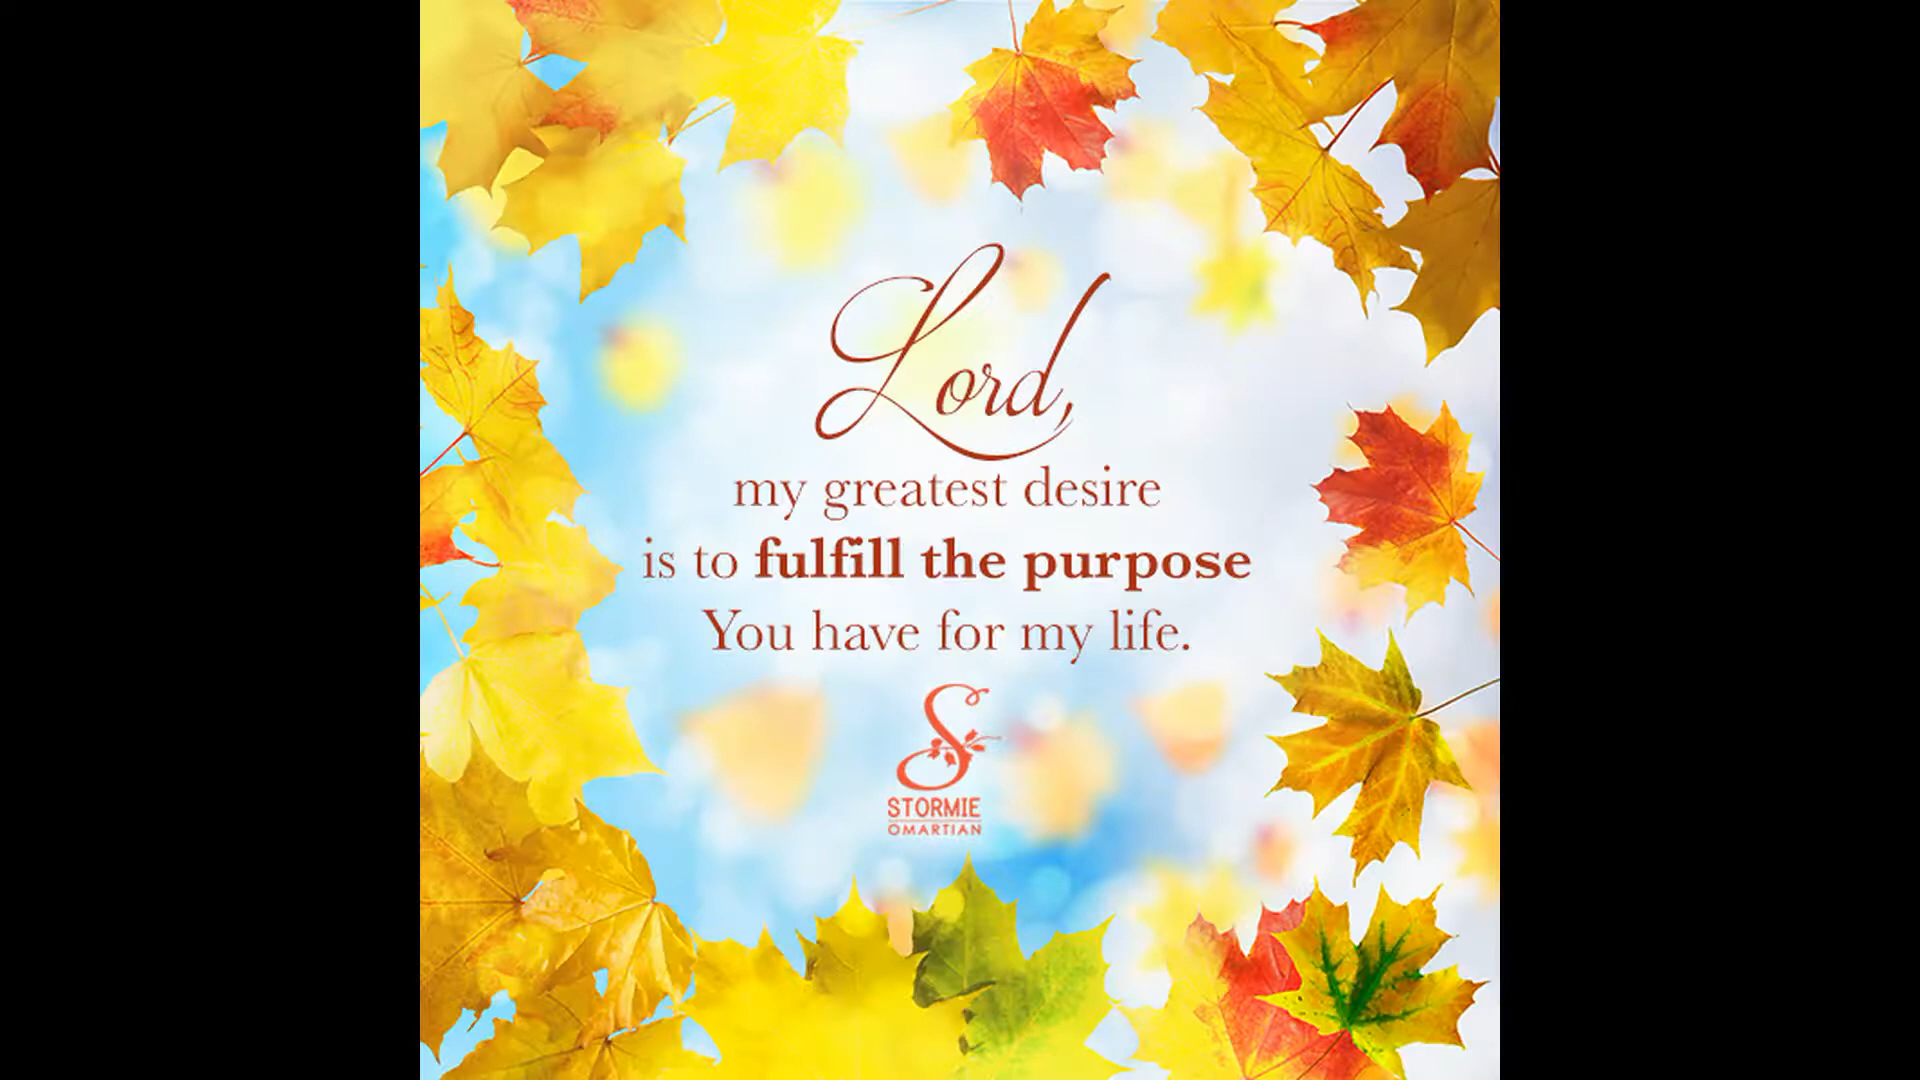 Lord,
my greatest desire
is to fulfill the purpose
You have for my life.
STORMIE
OMARTIAN